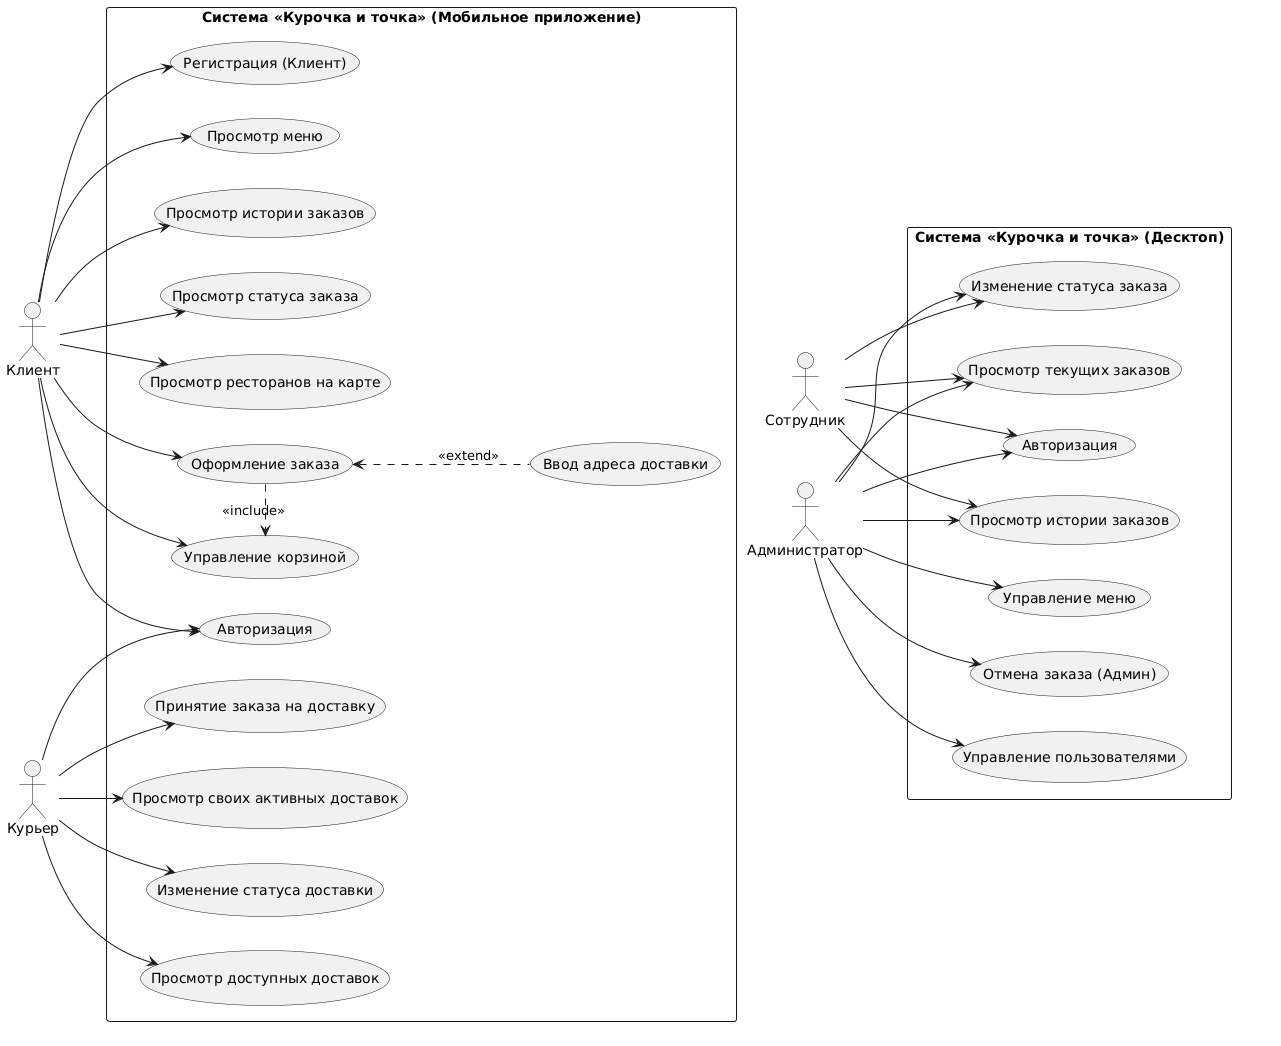 Система «Курочка и точка» (Мобильное приложение)
Регистрация (Клиент)
Просмотр меню
Просмотр истории заказов
Просмотр статуса заказа
Клиент
Просмотр ресторанов на карте
Оформление заказа
«extend»
Ввод адреса доставки
«include»
Управление корзиной
Авторизация
Принятие заказа на доставку
Просмотр своих активных доставок
Курьер
Изменение статуса доставки
Просмотр доступных доставок
Система «Курочка и точка» (Десктоп)
Изменение статуса заказа
Просмотр текущих заказов
Сотрудник
Авторизация
Просмотр истории заказов
Администратор
Управление меню
Отмена заказа (Админ)
Управление пользователями